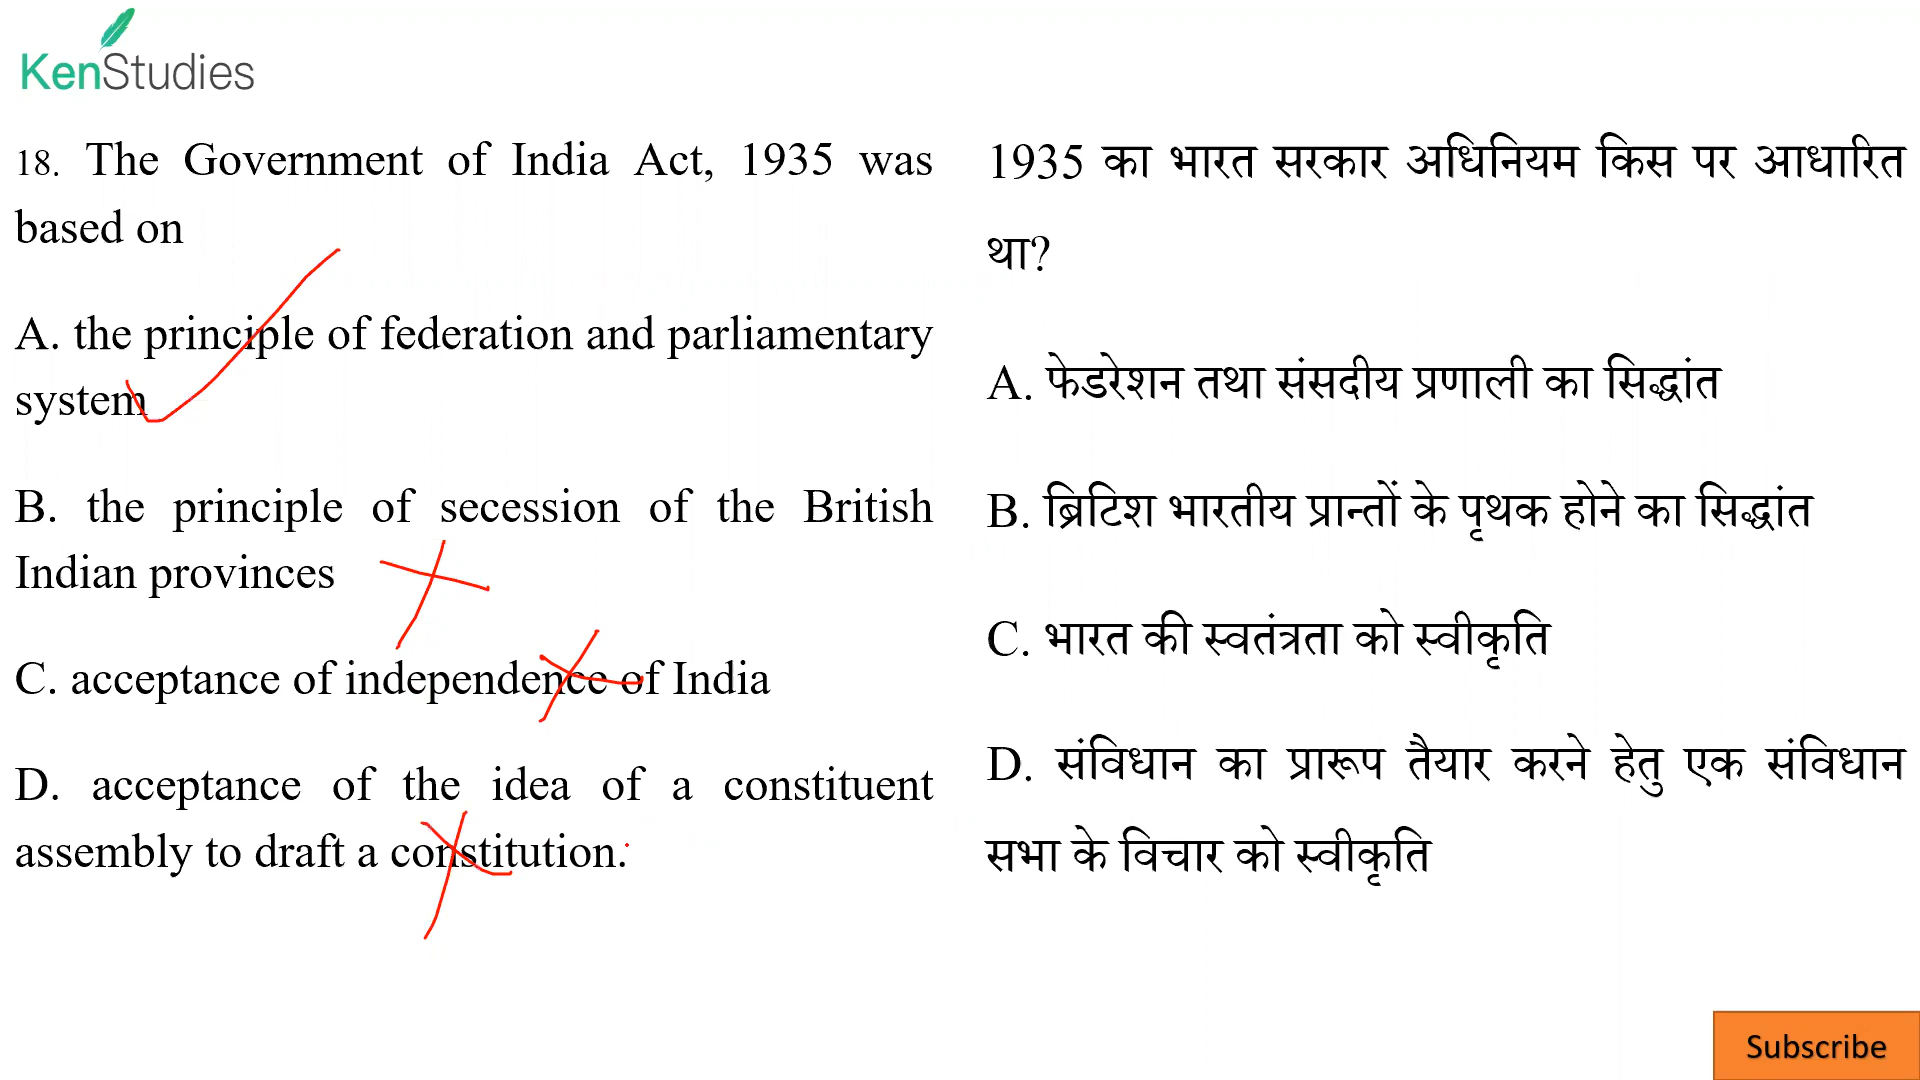 KenStudies
18. The Government of India Act, 1935 was
based on
A. the principle of federation and parliamentary
system
B. the principle of secession of the British
Indian provinces
C. acceptance of independence of India
D. acceptance of the idea of a constituent
assembly to draft a constitution.
1935 का भारत सरकार अधिनियम किस पर आधारित
था?
A. फेडरेशन तथा संसदीय प्रणाली का सिद्धांत
B. ब्रिटिश भारतीय प्रान्तों के पृथक होने का सिद्धांत
C. भारत की स्वतंत्रता को स्वीकृति
D. संविधान का प्रारूप तैयार करने हेतु एक संविधान
सभा के विचार को स्वीकृति
Subscribe